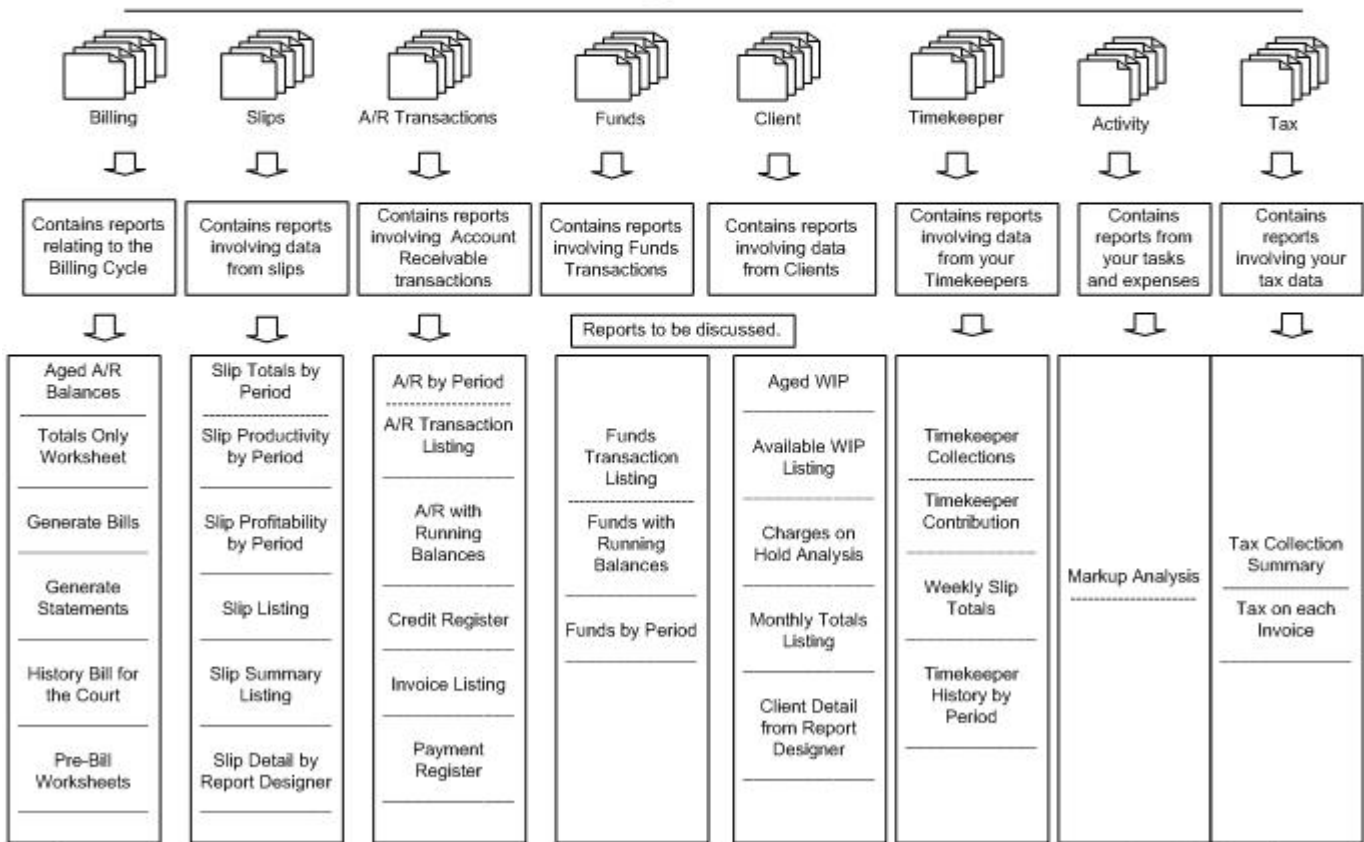 Billing
Slips
A/R Transactions
Funds
Client
Timekeeper
Activity
Tax
Contains reports
relating to the
Billing Cycle
Contains reports
involving data
from slips
Contains reports
involving Account
Receivable
transactions
Contains reports
involving Funds
Transactions
Contains reports
involving data
from Clients
Contains reports
involving data
from your
Timekeepers
Contains
reports from
your tasks
and expenses
Contains
reports
involving your
tax data
Reports to be discussed.
Aged A/R
Balances
Totals Only
Worksheet
Generate Bills
Generate
Statements
History Bill for
the Court
Pre-Bill
Worksheets
Slip Totals by
Period
Slip Productivity
by Period
Slip Profitability
by Period
Slip Listing
Slip Summary
Listing
Slip Detail by
Report Designer
A/R by Period
A/R Transaction
Listing
A/R with
Running
Balances
Credit Register
Invoice Listing
Payment
Register
Funds
Transaction
Listing
Funds with
Running
Balances
Funds by Period
Aged WIP
Available WIP
Listing
Charges on
Hold Analysis
Monthly Totals
Listing
Client Detail
from Report
Designer
Timekeeper
Collections
Timekeeper
Contribution
Weekly Slip
Totals
Timekeeper
History by
Period
Markup Analysis
Tax Collection
Summary
Tax on each
Invoice